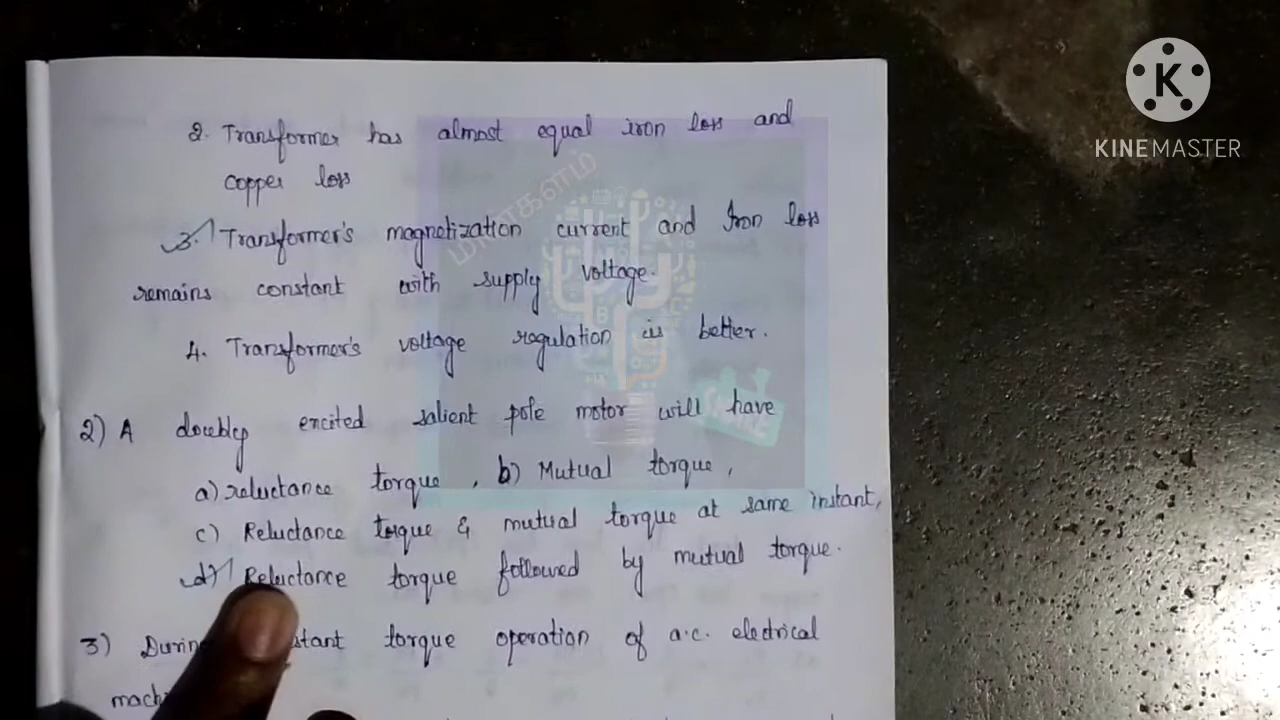 2. Transformer has almost equal iron loss and
copper loss
3. Transformer's magnetization current and Iron loss
remains constant with supply voltage.
4. Transformer's voltage regulation is better.
2) A doubly excited salient pole motor will have
a) reluctance torque, b) Mutual torque,
c) Reluctance torque & mutual torque at same instant,
d) Reluctance torque followed by mutual torque.
3) torque operation of a.c. electrical
K
KINEMASTER
மாகளம்